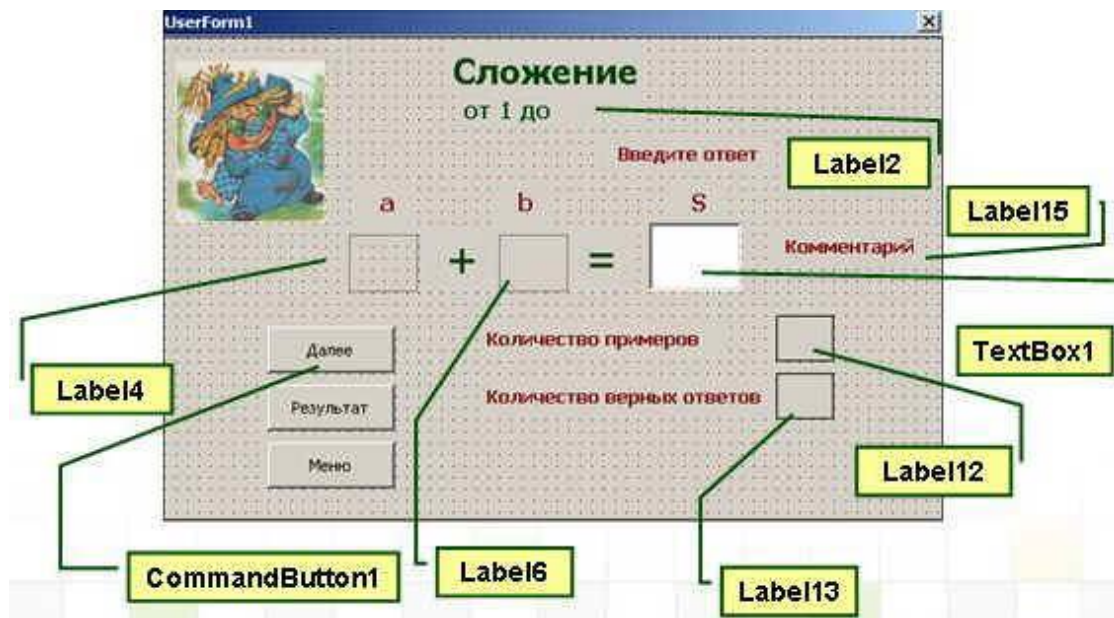 UserForm1
Сложение
от 1 до
Введите ответ
Label2
a b S
Label15
Комментарий
+ =
Далее
Количество примеров
TextBox1
Label4
Результат
Количество верных ответов
Меню
Label12
CommandButton1
Label6
Label13